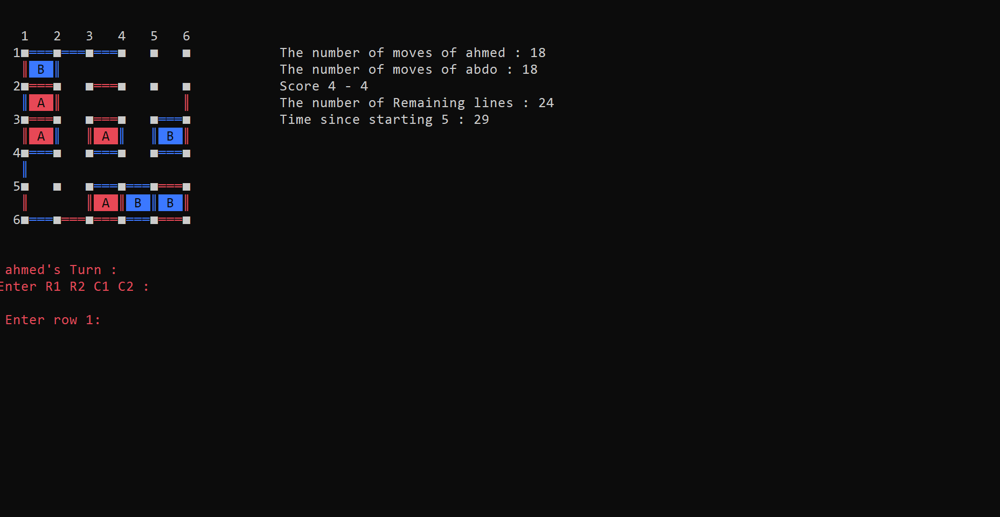 1 2 3 4 5 6
1 The number of moves of ahmed : 18
B The number of moves of abdo : 18
2 Score 4 - 4
A The number of Remaining lines : 24
3 Time since starting 5 : 29
A A B
4
5
A B B
6
ahmed's Turn :
Enter R1 R2 C1 C2 :
Enter row 1: